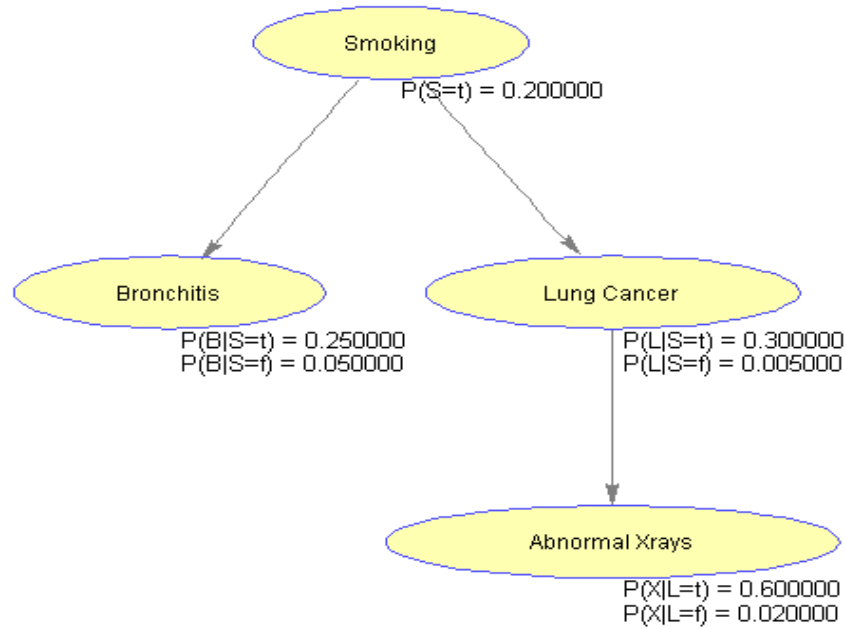 Smoking
P(S=t) = 0.200000
Bronchitis
P(B|S=t) = 0.250000
P(B|S=f) = 0.050000
Lung Cancer
P(L|S=t) = 0.300000
P(L|S=f) = 0.005000
Abnormal Xrays
P(X|L=t) = 0.600000
P(X|L=f) = 0.020000